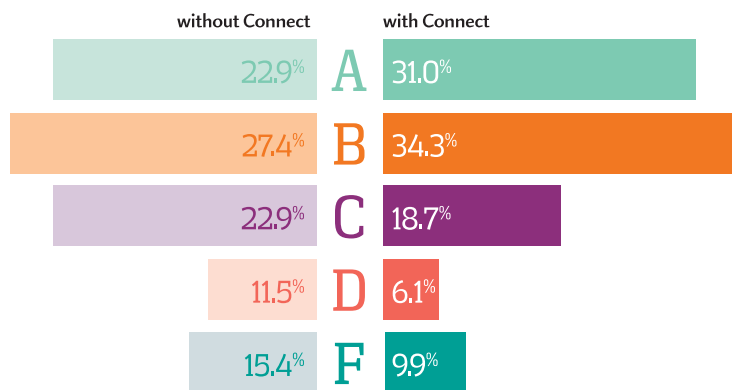 without Connect with Connect
22.9% A 31.0%
27.4% B 34.3%
22.9% C 18.7%
11.5% D 6.1%
15.4% F 9.9%